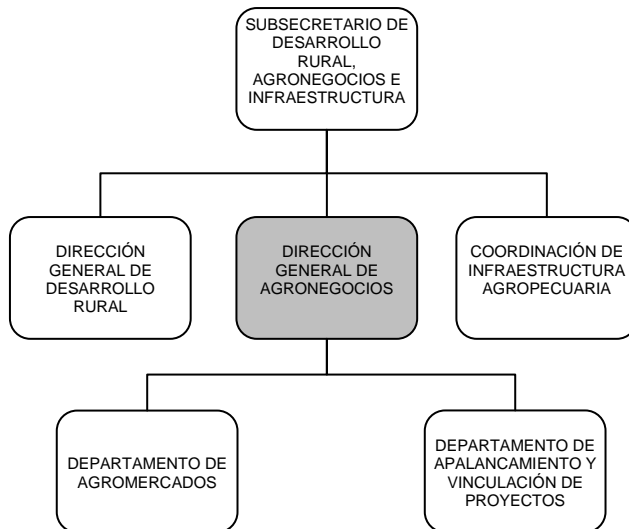 SUBSECRETARIO DE
DESARROLLO
RURAL,
AGRONEGOCIOS E
INFRAESTRUCTURA
DIRECCIÓN
GENERAL DE
DESARROLLO
RURAL
DIRECCIÓN
GENERAL DE
AGRONEGOCIOS
COORDINACIÓN DE
INFRAESTRUCTURA
AGROPECUARIA
DEPARTAMENTO DE
AGROMERCADOS
DEPARTAMENTO DE
APALANCAMIENTO Y
VINCULACIÓN DE
PROYECTOS